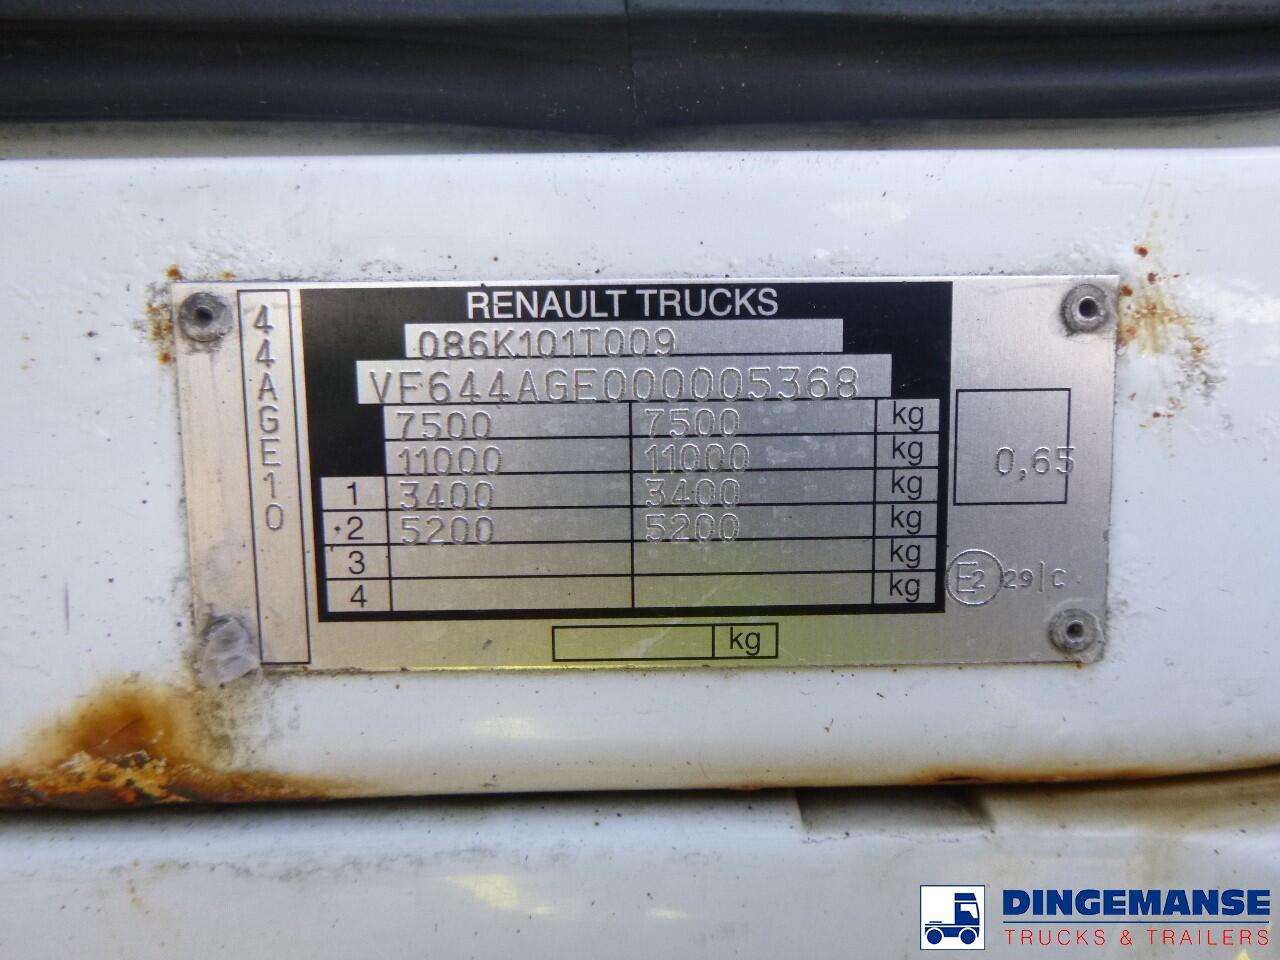 44AGE10
RENAULT TRUCKS
086K101T009
VF644AGE000005368
7500 7500 kg
11000 11000 kg
1 3400 3400 kg
2 5200 5200 kg
3 kg
4 kg
0,65
E2 29|C
kg
DINGEMANSE
TRUCKS & TRAILERS